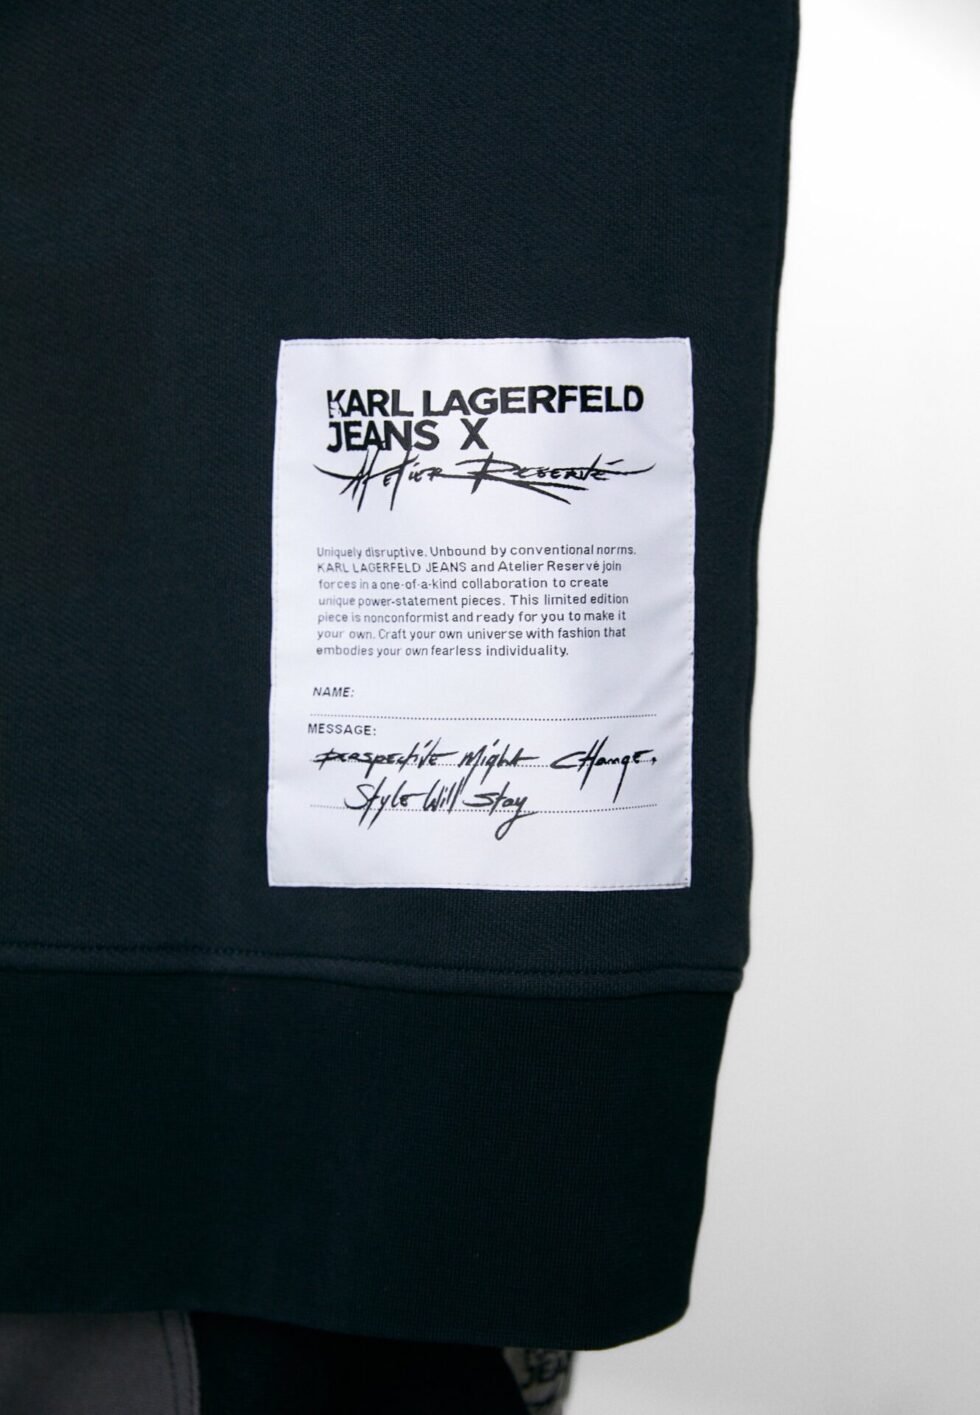 KARL LAGERFELD
JEANS X
Atelier Reservé
Uniquely disruptive. Unbound by conventional norms.
KARL LAGERFELD JEANS and Atelier Reservé join
forces in a one-of-a-kind collaboration to create
unique power-statement pieces. This limited edition
piece is nonconformist and ready for you to make it
your own. Craft your own universe with fashion that
embodies your own fearless individuality.
NAME:
MESSAGE:
Perspective Might Change,
Style Will Stay